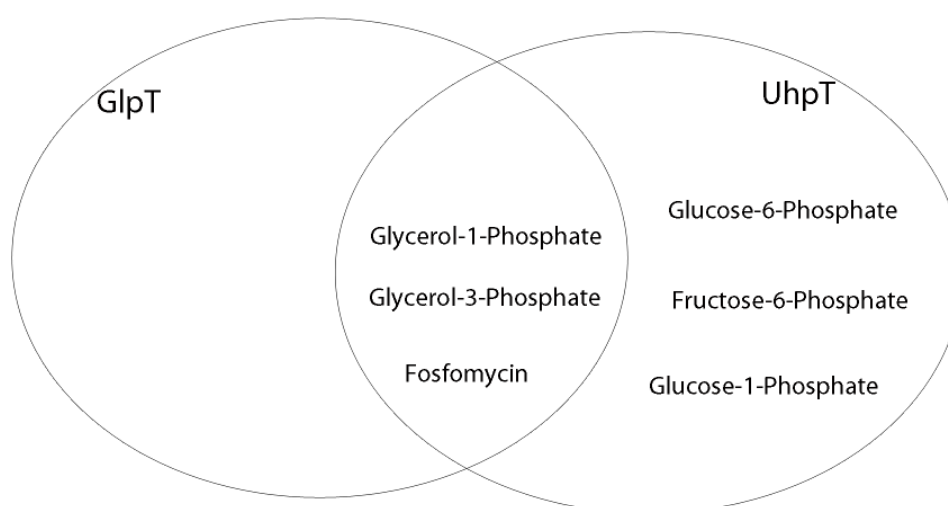 GlpT
UhpT
Glycerol-1-Phosphate
Glycerol-3-Phosphate
Fosfomycin
Glucose-6-Phosphate
Fructose-6-Phosphate
Glucose-1-Phosphate